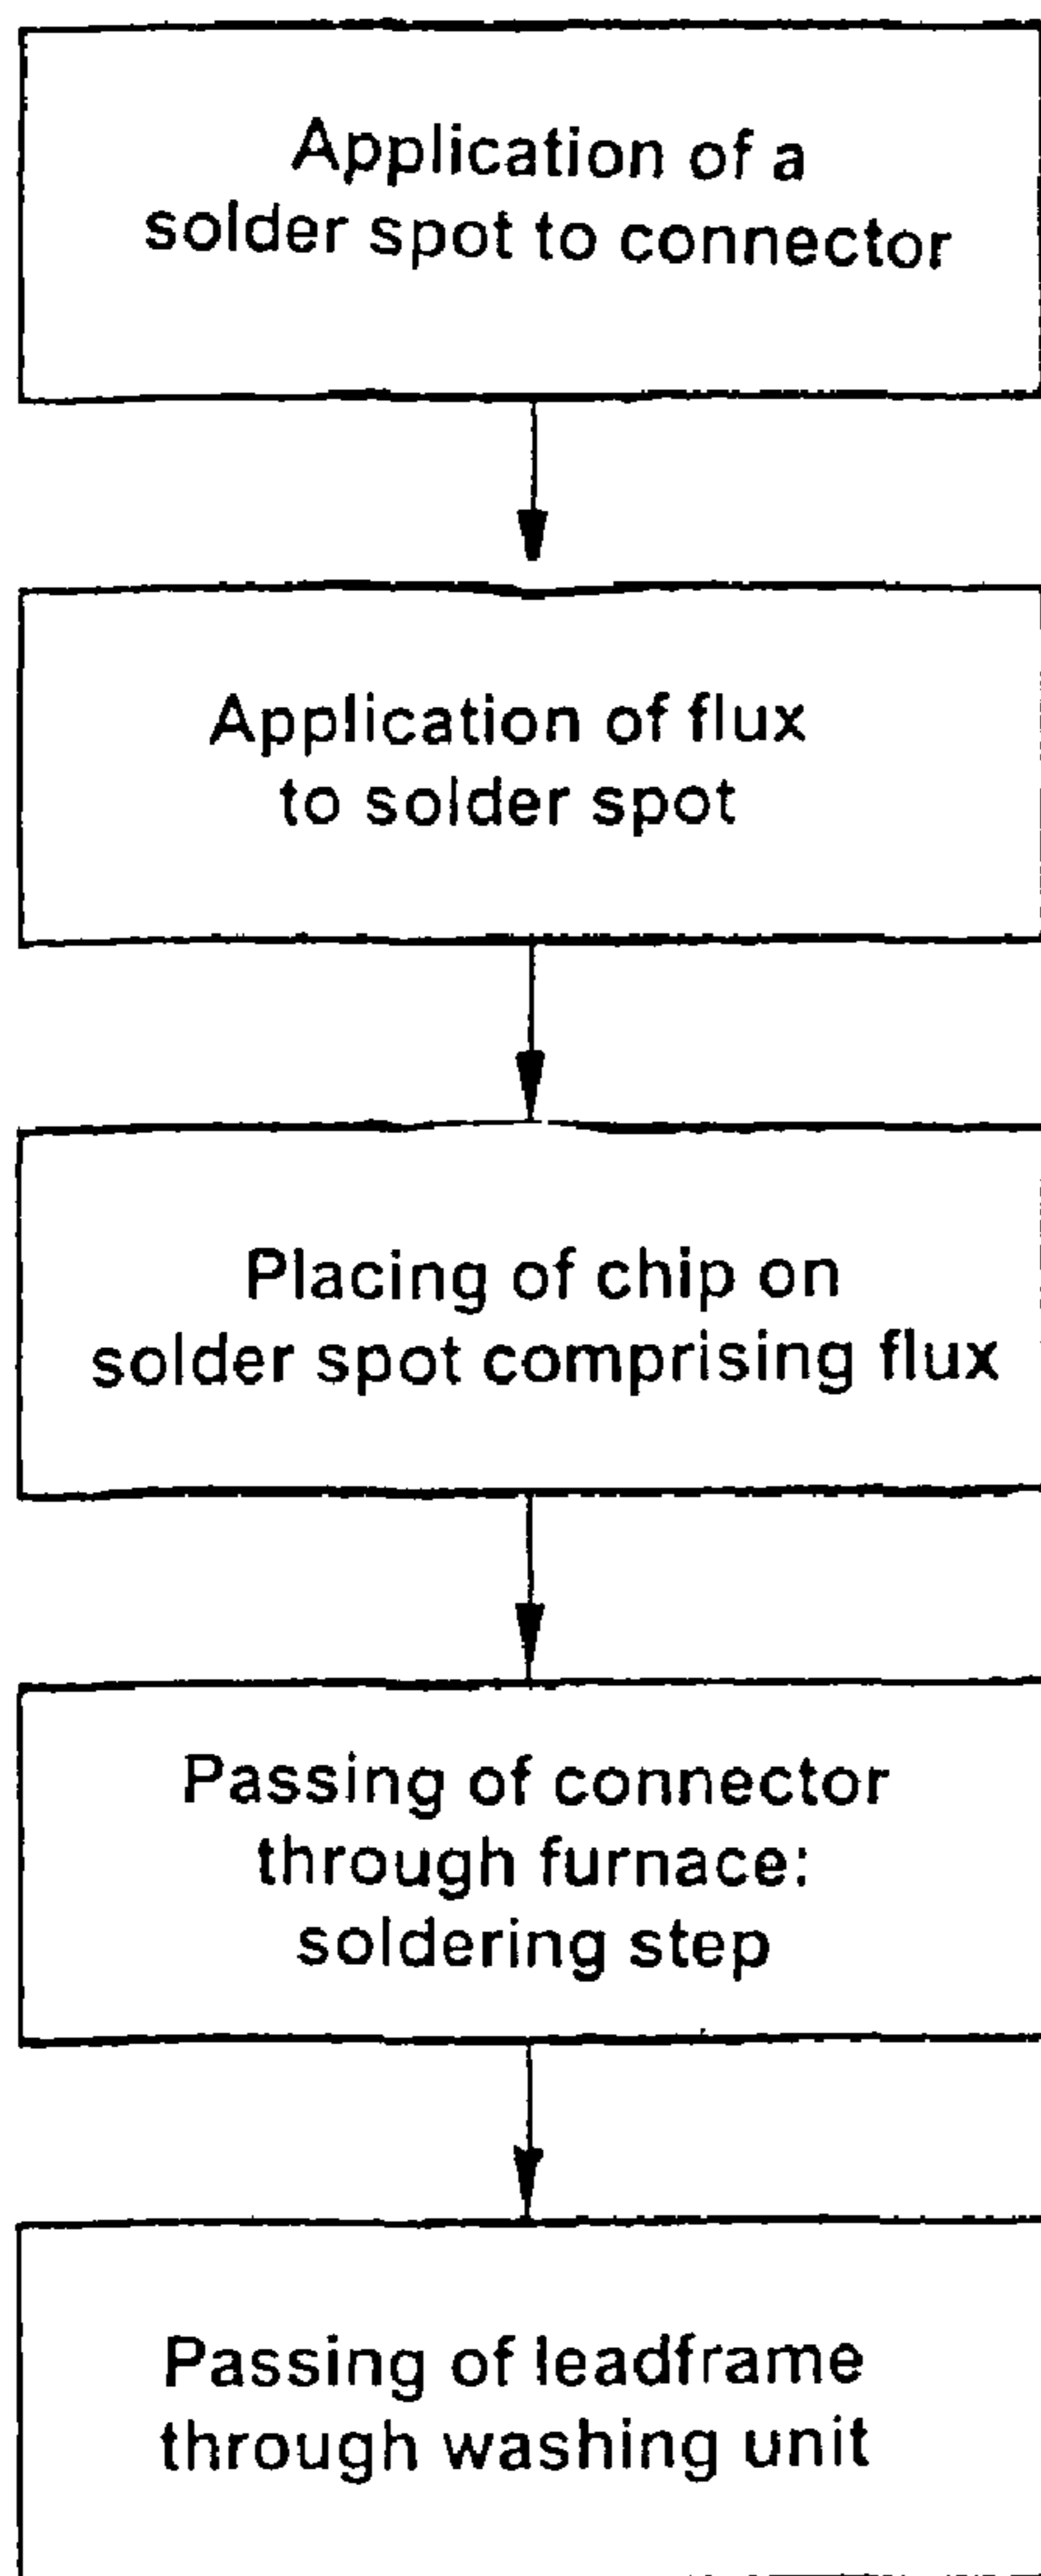 Application of a
solder spot to connector
Application of flux
to solder spot
Placing of chip on
solder spot comprising flux
Passing of connector
through furnace:
soldering step
Passing of leadframe
through washing unit